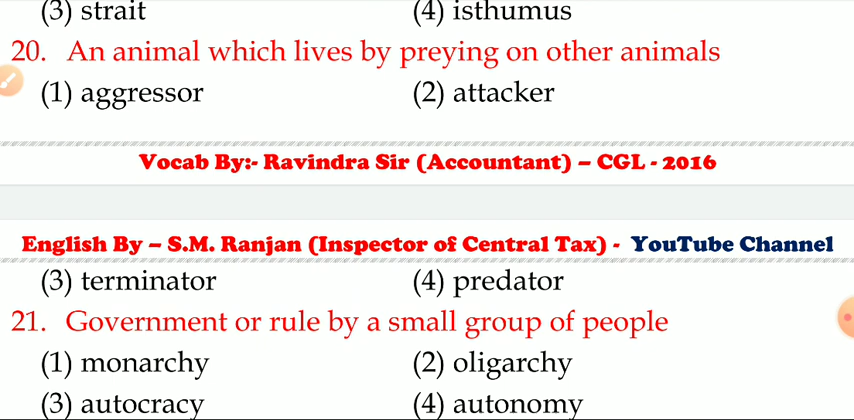 (3) strait (4) isthumus
20. An animal which lives by preying on other animals
(1) aggressor (2) attacker
Vocab By:- Ravindra Sir (Accountant) – CGL - 2016
English By – S.M. Ranjan (Inspector of Central Tax) - YouTube Channel
(3) terminator (4) predator
21. Government or rule by a small group of people
(1) monarchy (2) oligarchy
(3) autocracy (4) autonomy